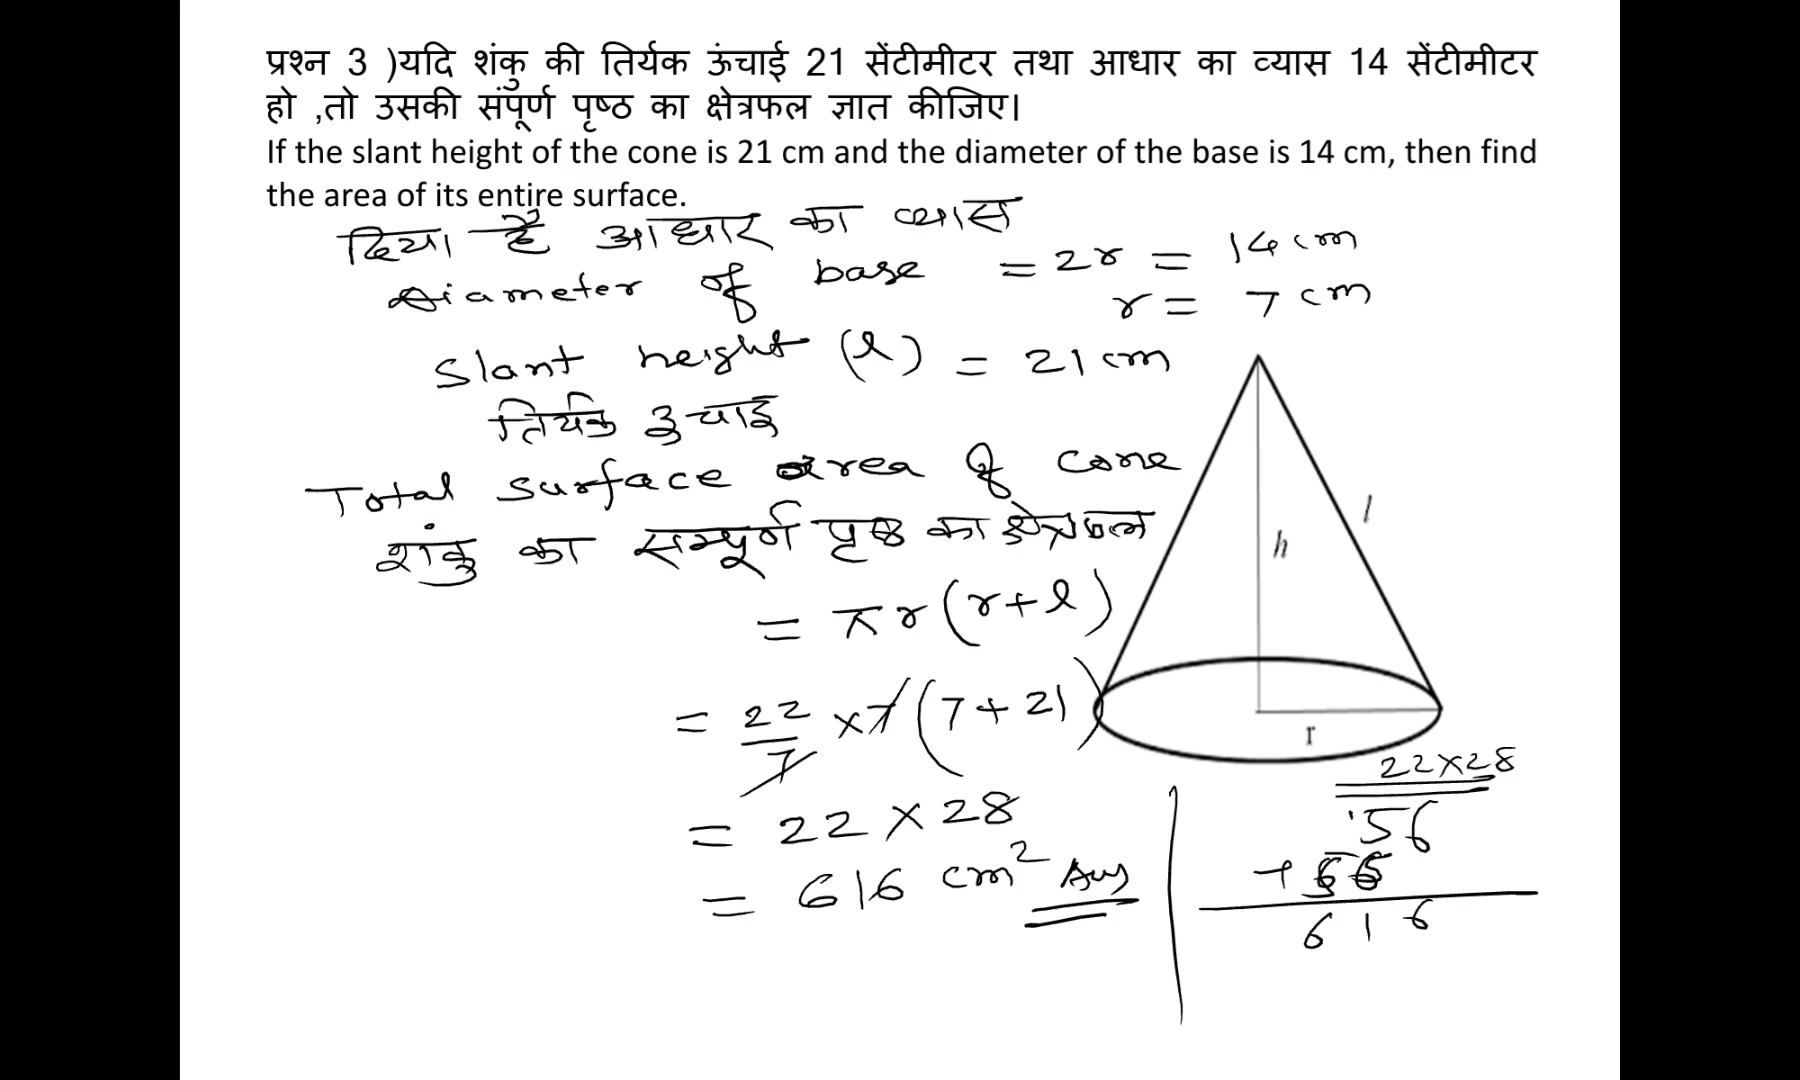 प्रश्न 3 )यदि शंकु की तिर्यक ऊंचाई 21 सेंटीमीटर तथा आधार का व्यास 14 सेंटीमीटर
हो ,तो उसकी संपूर्ण पृष्ठ का क्षेत्रफल ज्ञात कीजिए।
If the slant height of the cone is 21 cm and the diameter of the base is 14 cm, then find
the area of its entire surface.
दिया है आधार का व्यास
Diameter of base = 2r = 14 cm
r = 7 cm
Slant height (l) = 21 cm
तिर्यक ऊचाई
Total surface area of cone
शंकु का सम्पूर्ण पृष्ठ का क्षेत्रफल
= πr(r+l)
= 22/7 × 7 (7 + 21)
= 22 × 28
= 616 cm² Ans
h
l
r
22×28
56
+ 56
616